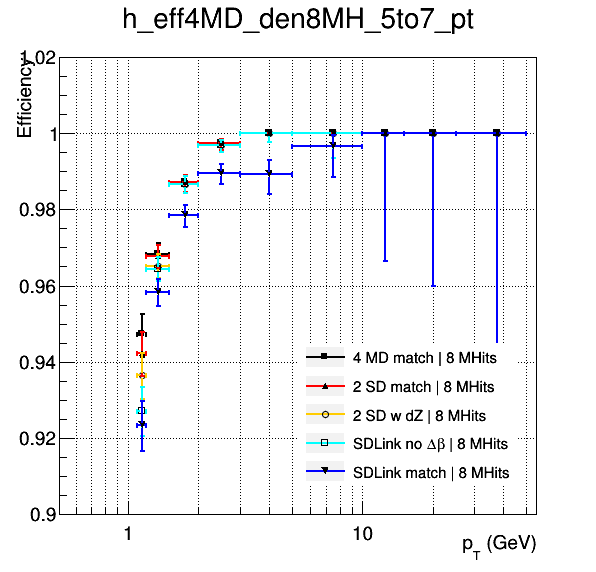 h_eff4MD_den8MH_5to7_pt
Efficiency
1.02
1
0.98
0.96
0.94
0.92
0.9
4 MD match | 8 MHits
2 SD match | 8 MHits
2 SD w dZ | 8 MHits
SDLink no Δβ | 8 MHits
SDLink match | 8 MHits
1
10
p_T (GeV)